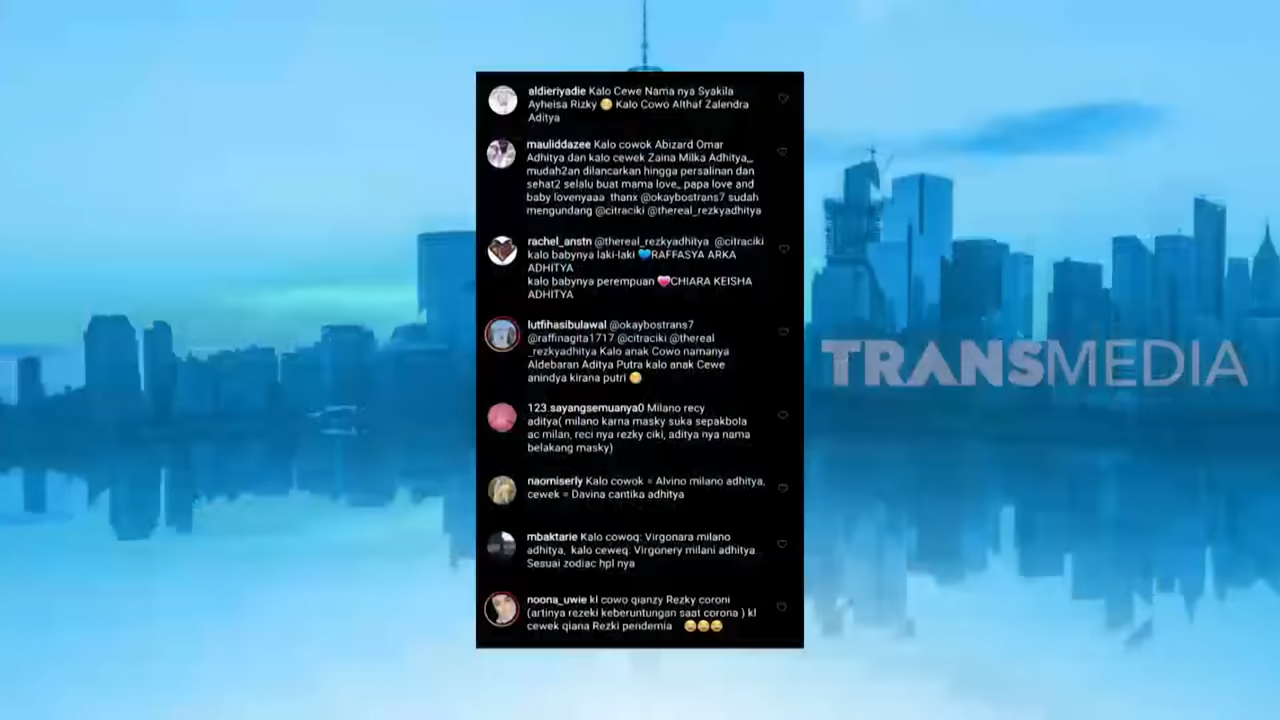 aldieriyadie Kalo Cewe Nama nya Syakila
Ayheisa Rizky 😊 Kalo Cowo Althaf Zalendra
Aditya
mauliddazee Kalo cowok Abizard Omar
Adhitya dan kalo cewek Zaina Milka Adhitya,,
mudah2an dilancarkan hingga persalinan dan
sehat2 selalu buat mama love,, papa love and
baby lovenyaaa thanx @okaybostrans7 sudah
mengundang @citraciki @thereal_rezkyadhitya
rachel_anstn @thereal_rezkyadhitya @citraciki
kalo babynya laki-laki 💙RAFFASYA ARKA
ADHITYA
kalo babynya perempuan 💖CHIARA KEISHA
ADHITYA
lutfihasibulawal @okaybostrans7
@raffinagita1717 @citraciki @thereal
_rezkyadhitya Kalo anak Cowo namanya
Aldebaran Aditya Putra kalo anak Cewe
anindya kirana putri 😁
123.sayangsemuanya0 Milano recy
aditya( milano karna masky suka sepakbola
ac milan, reci nya rezky ciki, aditya nya nama
belakang masky)
naomiserly Kalo cowok = Alvino milano adhitya,
cewek = Davina cantika adhitya
mbaktarie Kalo cowoq: Virgonara milano
adhitya, kalo ceweq: Virgonery milani adhitya
Sesuai zodiac hpl nya
noona_uwie kl cowo qianzy Rezky coroni
(artinya rezeki keberuntungan saat corona ) kl
cewek qiana Rezki pendemia 😂😂😂
TRANSMEDIA